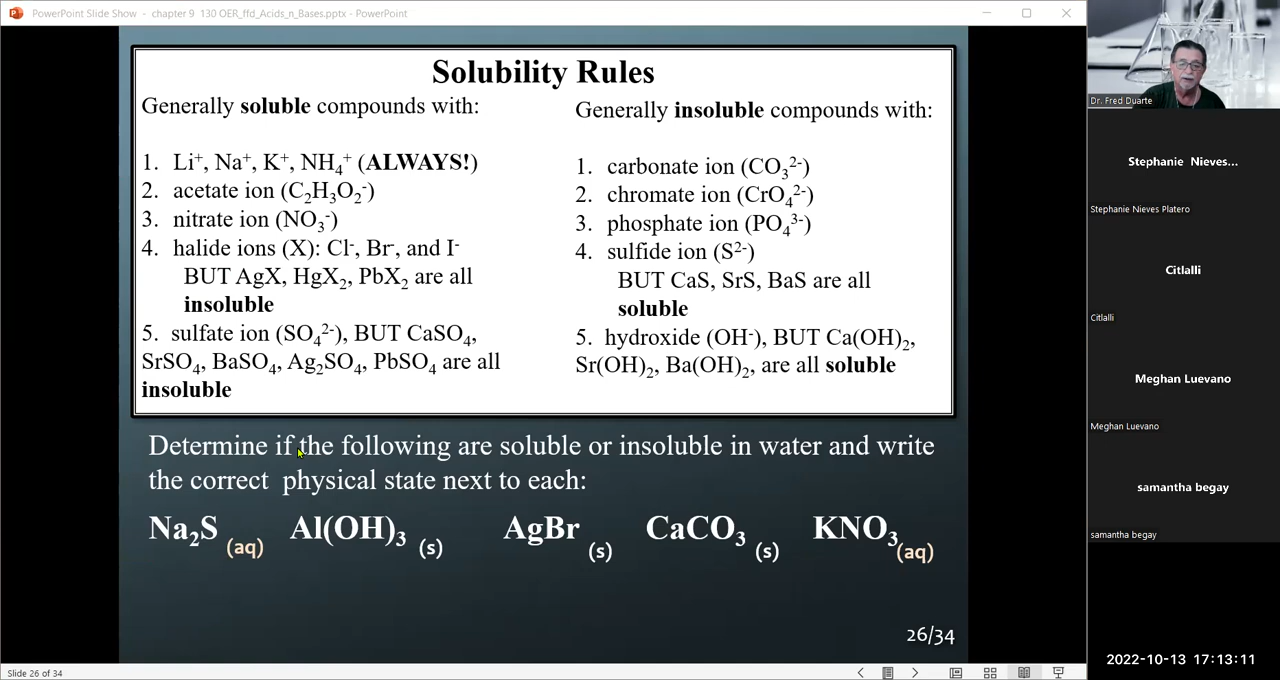 PowerPoint Slide Show - chapter 9 130 OER_ffd_Acids_n_Bases.pptx - PowerPoint
Solubility Rules
Generally soluble compounds with:
1. Li⁺, Na⁺, K⁺, NH₄⁺ (ALWAYS!)
2. acetate ion (C₂H₃O₂⁻)
3. nitrate ion (NO₃⁻)
4. halide ions (X): Cl⁻, Br⁻, and I⁻
BUT AgX, HgX₂, PbX₂ are all
insoluble
5. sulfate ion (SO₄²⁻), BUT CaSO₄,
SrSO₄, BaSO₄, Ag₂SO₄, PbSO₄ are all
insoluble
Generally insoluble compounds with:
1. carbonate ion (CO₃²⁻)
2. chromate ion (CrO₄²⁻)
3. phosphate ion (PO₄³⁻)
4. sulfide ion (S²⁻)
BUT CaS, SrS, BaS are all
soluble
5. hydroxide (OH⁻), BUT Ca(OH)₂,
Sr(OH)₂, Ba(OH)₂, are all soluble
Determine if the following are soluble or insoluble in water and write
the correct physical state next to each:
Na₂S (aq) Al(OH)₃ (s) AgBr (s) CaCO₃ (s) KNO₃ (aq)
26/34
Slide 26 of 34
Dr. Fred Duarte
Stephanie Nieves...
Stephanie Nieves Platero
Citlalli
Citlalli
Meghan Luevano
Meghan Luevano
samantha begay
samantha begay
2022-10-13 17:13:11